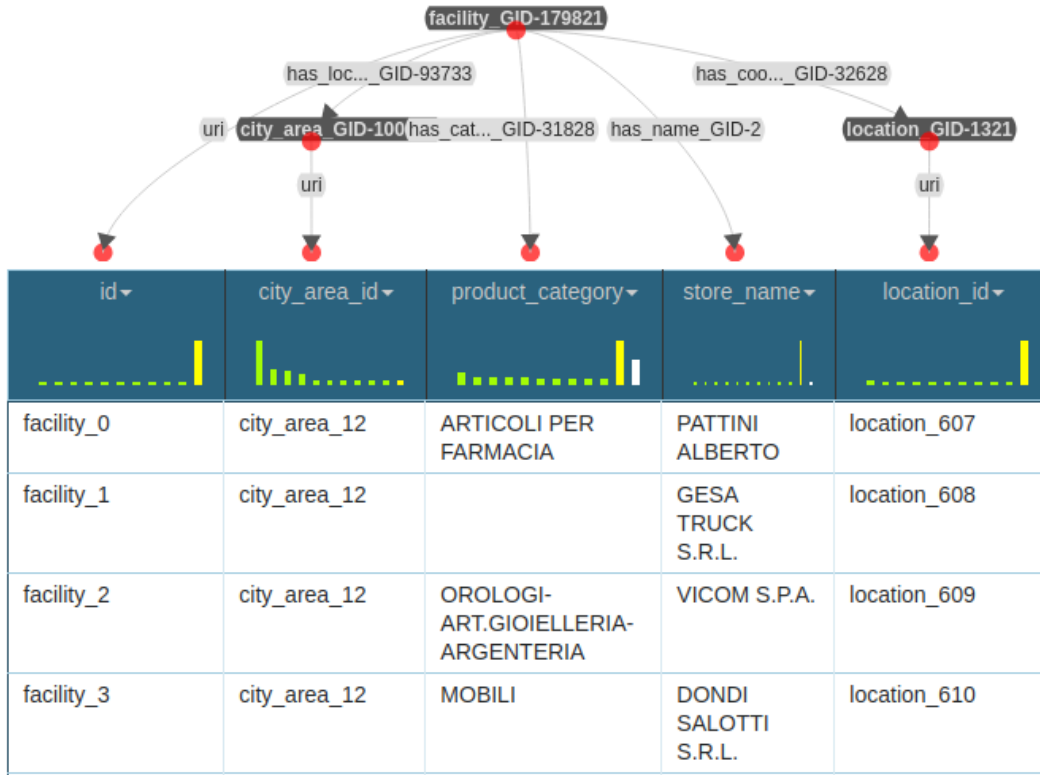 facility_GID-179821
has_loc..._GID-93733
has_coo..._GID-32628
uri
city_area_GID-100
has_cat..._GID-31828
has_name_GID-2
location_GID-1321
uri
uri
id
city_area_id
product_category
store_name
location_id
facility_0
city_area_12
ARTICOLI PER
FARMACIA
PATTINI
ALBERTO
location_607
facility_1
city_area_12
GESA
TRUCK
S.R.L.
location_608
facility_2
city_area_12
OROLOGI-
ART.GIOIELLERIA-
ARGENTERIA
VICOM S.P.A.
location_609
facility_3
city_area_12
MOBILI
DONDI
SALOTTI
S.R.L.
location_610